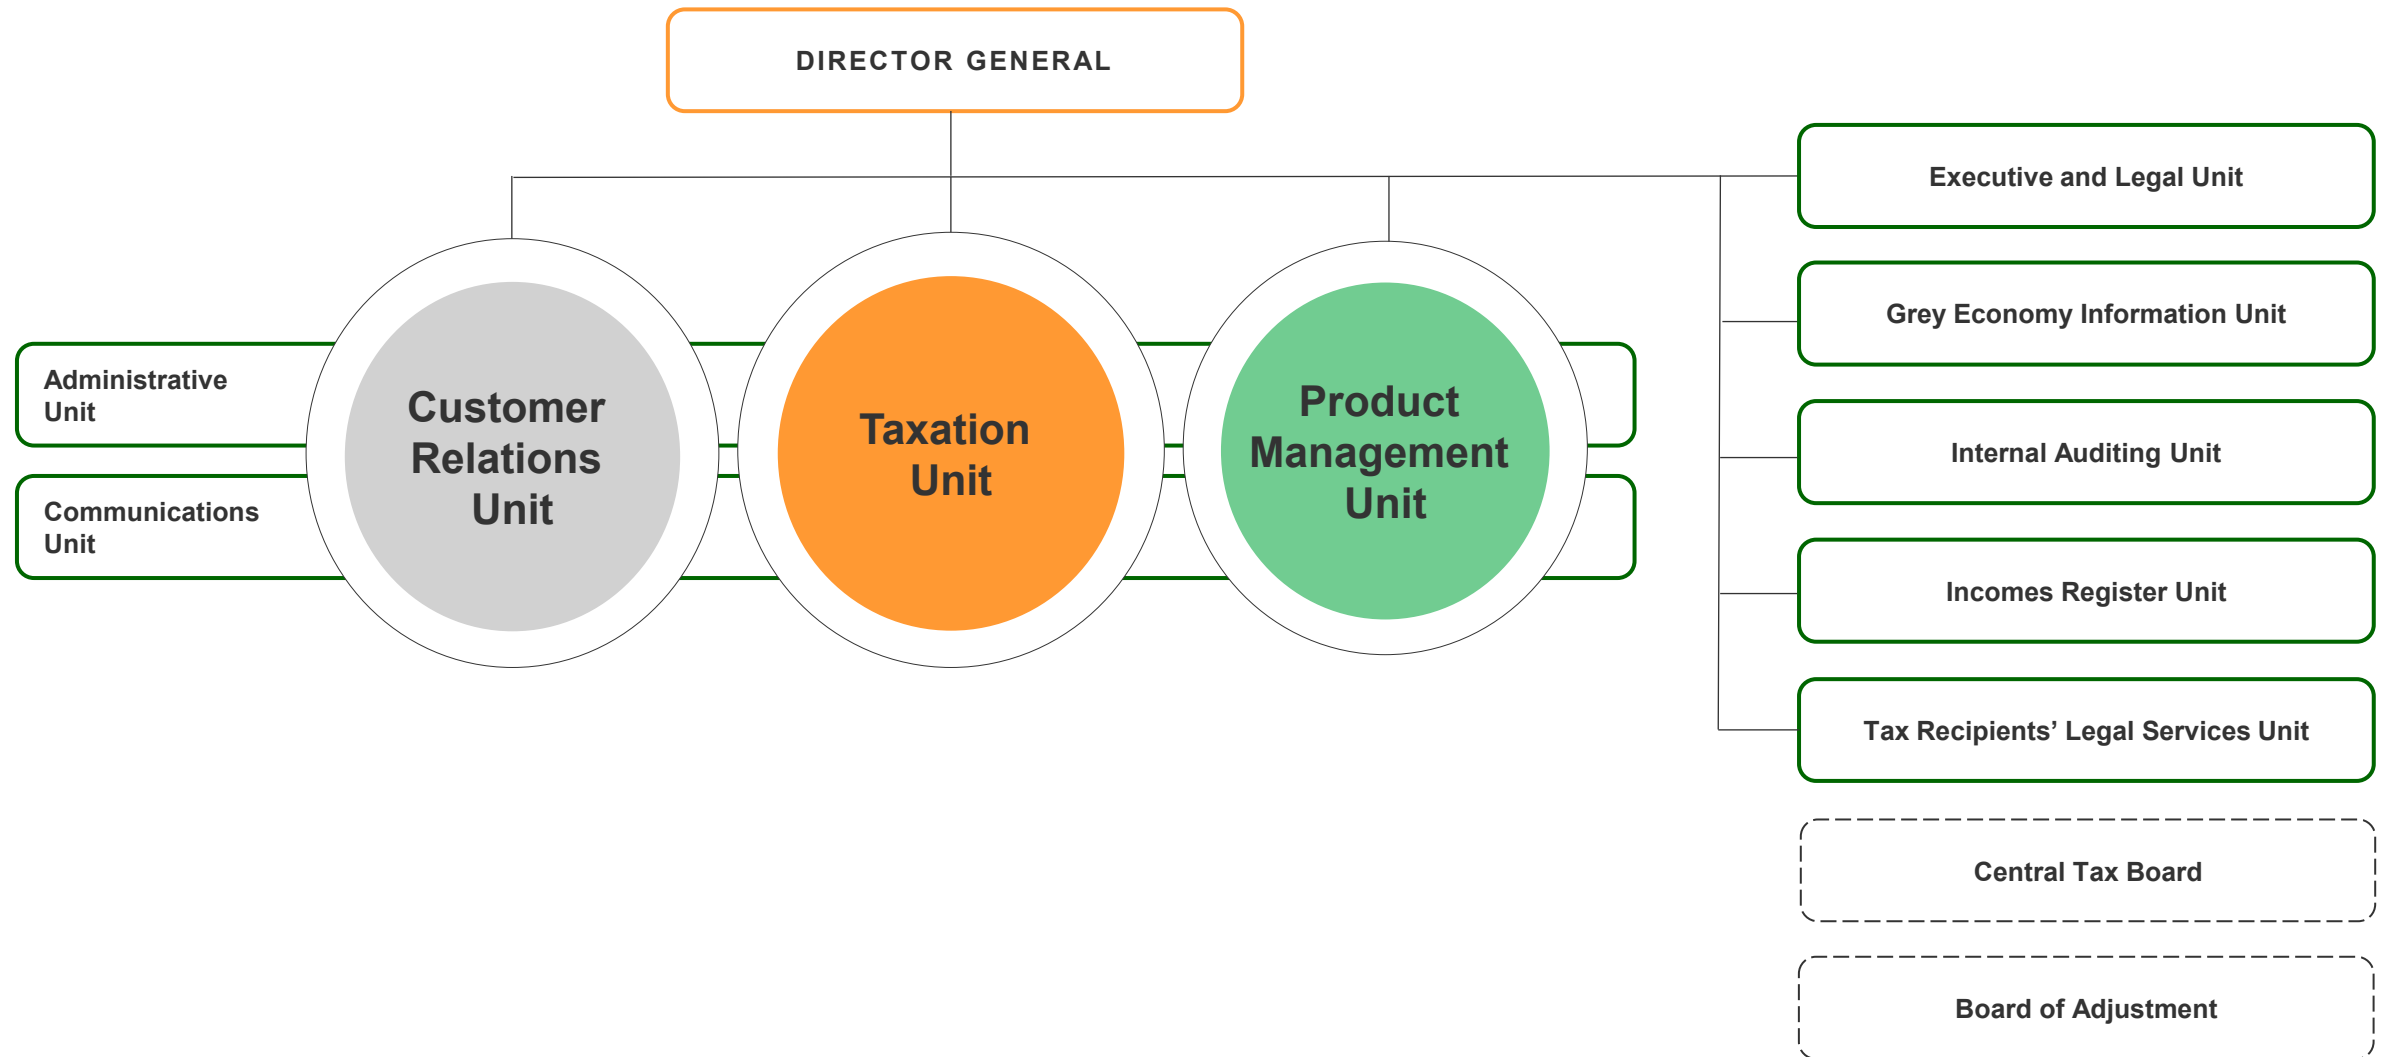 DIRECTOR GENERAL
Executive and Legal Unit
Grey Economy Information Unit
Internal Auditing Unit
Incomes Register Unit
Tax Recipients’ Legal Services Unit
Central Tax Board
Board of Adjustment
Administrative
Unit
Communications
Unit
Customer
Relations
Unit
Taxation
Unit
Product
Management
Unit